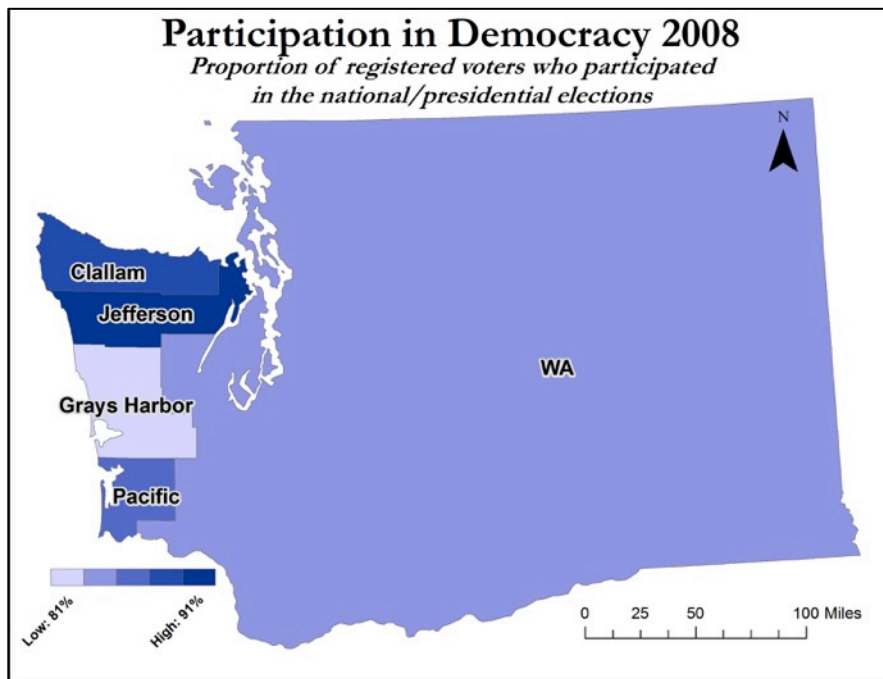 Participation in Democracy 2008
Proportion of registered voters who participated
in the national/presidential elections
N
Clallam
Jefferson
WA
Grays Harbor
Pacific
Low: 81%
High: 91%
0 25 50 100 Miles